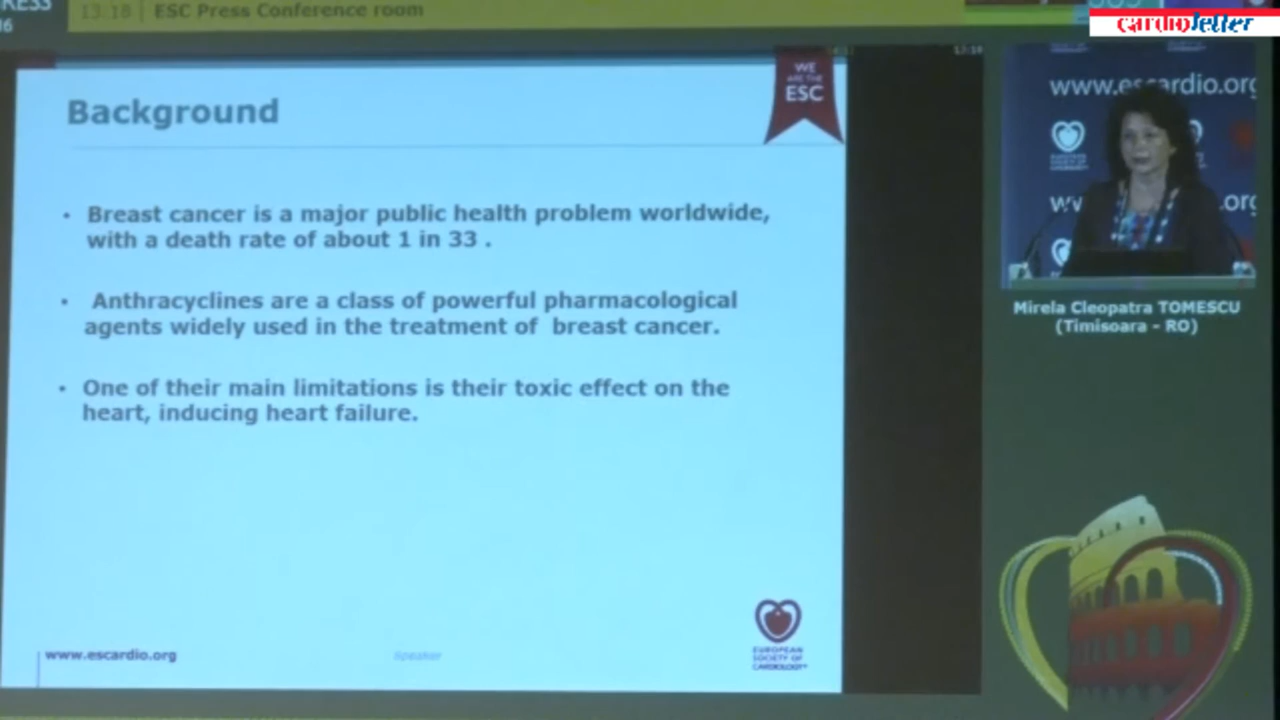 13:18 ESC Press Conference room
cardioletter
WE
ARE THE
ESC
Background
• Breast cancer is a major public health problem worldwide,
with a death rate of about 1 in 33 .
• Anthracyclines are a class of powerful pharmacological
agents widely used in the treatment of breast cancer.
• One of their main limitations is their toxic effect on the
heart, inducing heart failure.
www.escardio.org
Speaker
EUROPEAN
SOCIETY OF
CARDIOLOGY
www.escardio.org
Mirela Cleopatra TOMESCU
(Timisoara - RO)